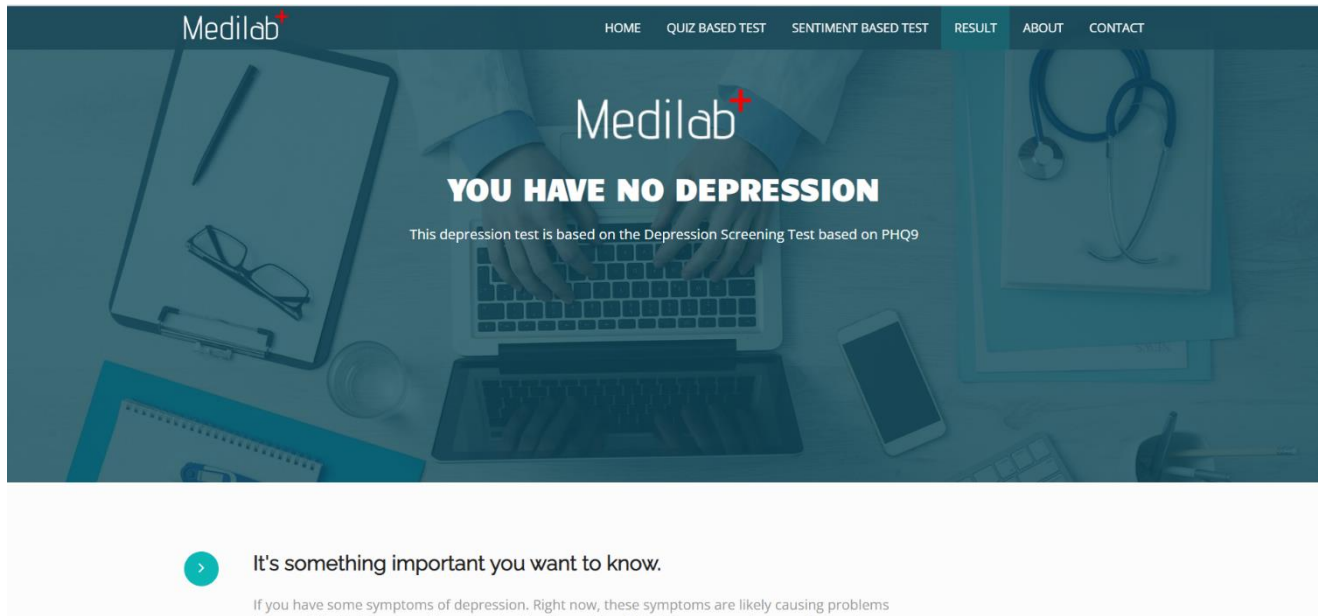 Medilab+ HOME QUIZ BASED TEST SENTIMENT BASED TEST RESULT ABOUT CONTACT
Medilab+
YOU HAVE NO DEPRESSION
This depression test is based on the Depression Screening Test based on PHQ9
It's something important you want to know.
If you have some symptoms of depression. Right now, these symptoms are likely causing problems